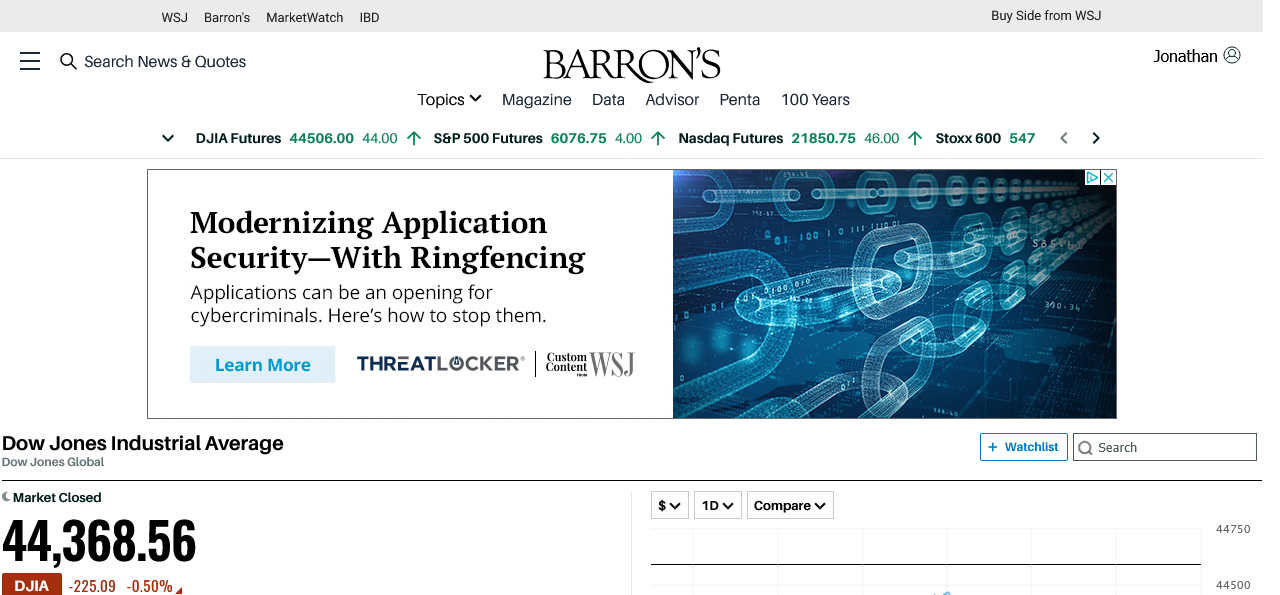 WSJ Barron's MarketWatch IBD Buy Side from WSJ
Search News & Quotes BARRON'S Jonathan
Topics Magazine Data Advisor Penta 100 Years
DJIA Futures 44506.00 44.00 S&P 500 Futures 6076.75 4.00 Nasdaq Futures 21850.75 46.00 Stoxx 600 547
Modernizing Application
Security—With Ringfencing
Applications can be an opening for
cybercriminals. Here's how to stop them.
Learn More THREATLOCKER® Custom Content FROM WSJ
Dow Jones Industrial Average
Dow Jones Global
+ Watchlist Search
Market Closed
44,368.56
DJIA -225.09 -0.50%
$ 1D Compare
44750
44500